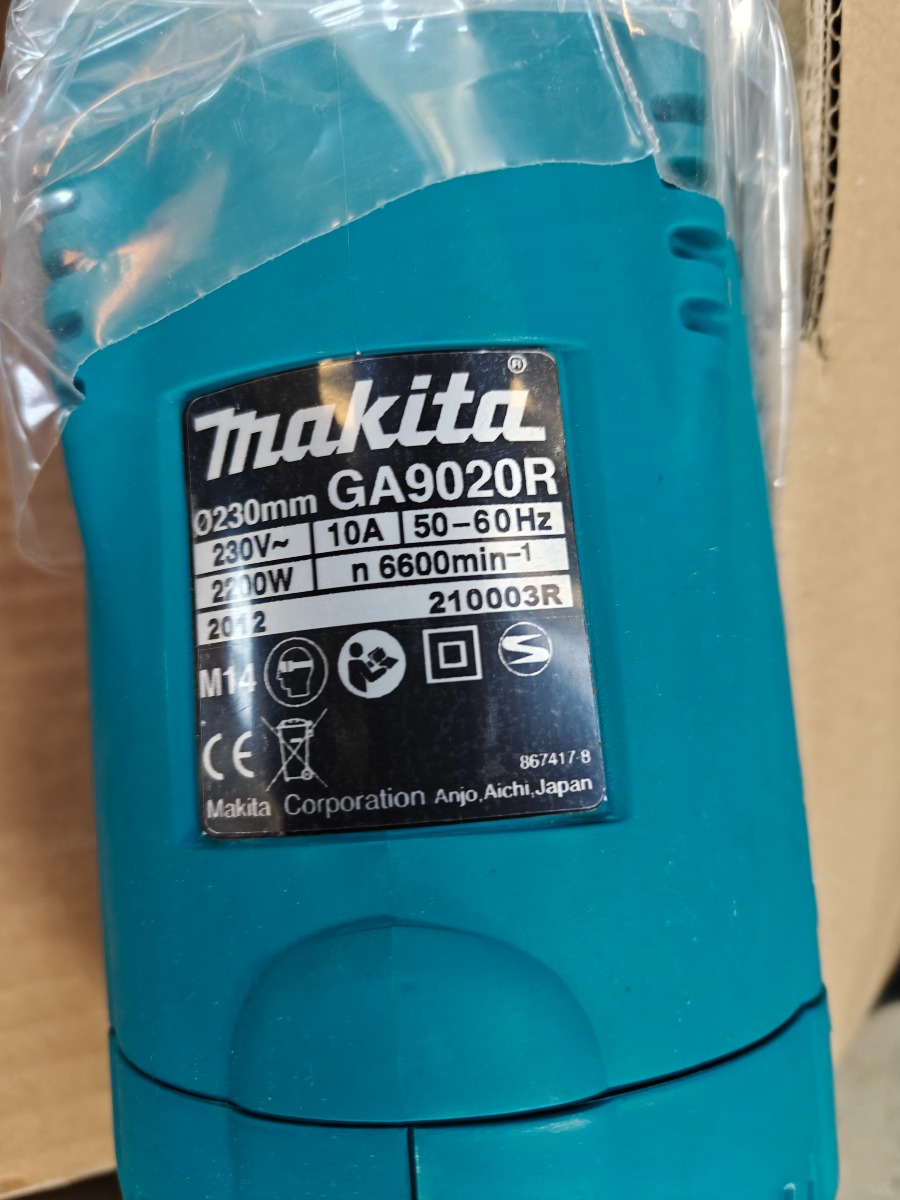 makita®
Ø230mm GA9020R
230V~ 10A 50-60Hz
2200W n 6600min⁻¹
2012 210003R
M14 S
CE
867417-8
Makita Corporation Anjo,Aichi,Japan